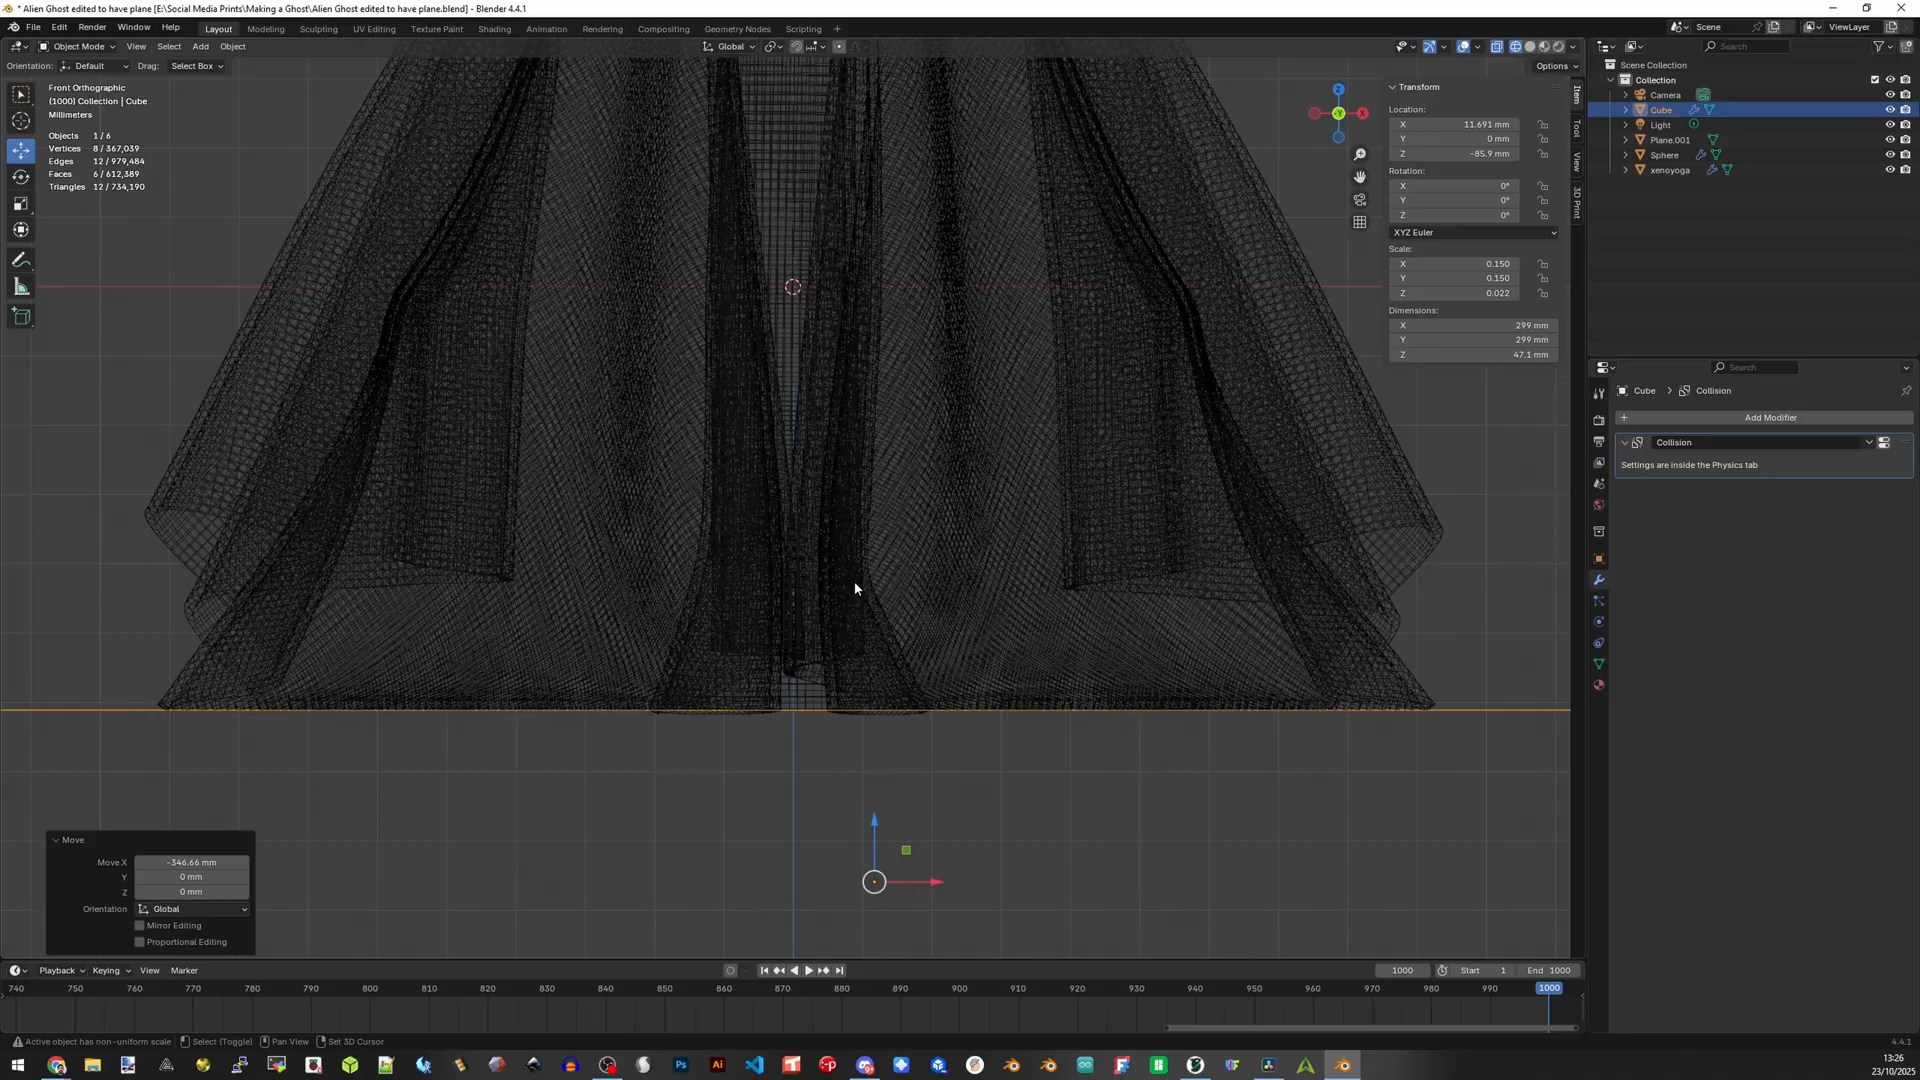 * Alien Ghost edited to have plane [E:\Social Media Prints\Making a Ghost\Alien Ghost edited to have plane.blend] - Blender 4.4.1
File Edit Render Window Help Layout Modeling Sculpting UV Editing Texture Paint Shading Animation Rendering Compositing Geometry Nodes Scripting + Scene ViewLayer
Object Mode View Select Add Object Global Search
Orientation: Default Drag: Select Box Options
Scene Collection
Collection
Camera
Cube
Light
Plane.001
Sphere
xenoyoga
Front Orthographic
(1000) Collection | Cube
Millimeters
Objects 1/6
Vertices 8/367,039
Edges 12/979,484
Faces 6/612,389
Triangles 12/734,190
Z
Y
X
Transform
Location:
X 11.691 mm
Y 0 mm
Z -85.9 mm
Rotation:
X 0°
Y 0°
Z 0°
XYZ Euler
Scale:
X 0.150
Y 0.150
Z 0.022
Dimensions:
X 299 mm
Y 299 mm
Z 47.1 mm
Item
Tool
View
3D Print
Search
Cube > Collision
+ Add Modifier
Collision
Settings are inside the Physics tab
Move
Move X -346.66 mm
Y 0 mm
Z 0 mm
Orientation Global
Mirror Editing
Proportional Editing
Playback Keying View Marker 1000 Start 1 End 1000
740 750 760 770 780 790 800 810 820 830 840 850 860 870 880 890 900 910 920 930 940 950 960 970 980 990 1000
Active object has non-uniform scale Select (Toggle) Pan View Set 3D Cursor 4.4.1
Ps Ai
13:26
23/10/2025